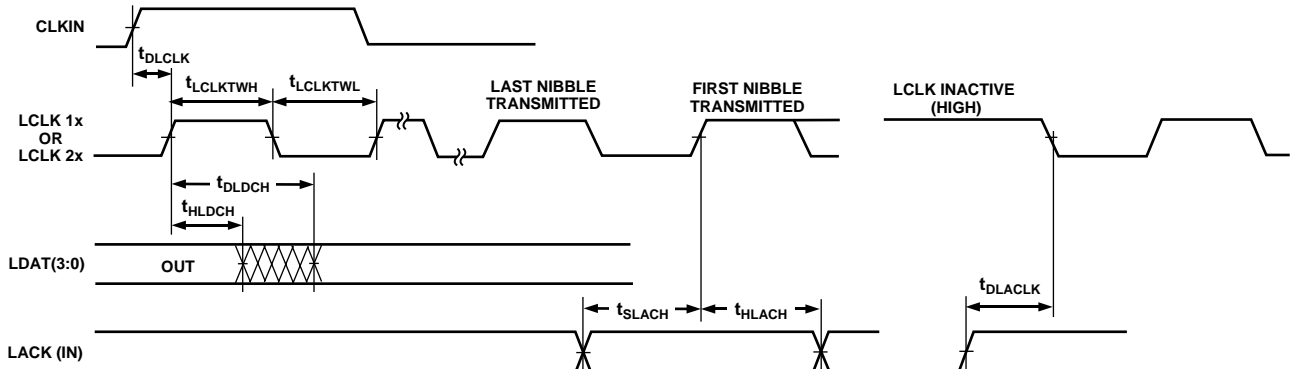 CLKIN
tDLCLK
tLCLKTWH
tLCLKTWL
LAST NIBBLE
TRANSMITTED
FIRST NIBBLE
TRANSMITTED
LCLK INACTIVE
(HIGH)
LCLK 1x
OR
LCLK 2x
tDLDCH
tHLDCH
LDAT(3:0)
OUT
tSLACH
tHLACH
tDLACLK
LACK (IN)